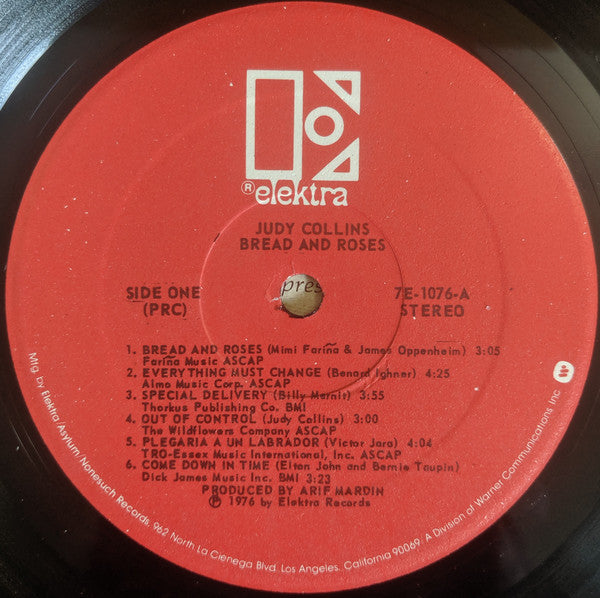 ® elektra
JUDY COLLINS
BREAD AND ROSES
pres
SIDE ONE
(PRC)
7E-1076-A
STEREO
1. BREAD AND ROSES (Mimi Fariña & James Oppenheim) 3:05
Fariña Music ASCAP
2. EVERYTHING MUST CHANGE (Benard Ighner) 4:25
Almo Music Corp. ASCAP
3. SPECIAL DELIVERY (Billy Mernit) 3:55
Thorkus Publishing Co. BMI
4. OUT OF CONTROL (Judy Collins) 3:00
The Wildflowers Company ASCAP
5. PLEGARIA A UN LABRADOR (Victor Jara) 4:04
TRO-Essex Music International, Inc. ASCAP
6. COME DOWN IN TIME (Elton John and Bernie Taupin)
Dick James Music Inc. BMI 3:23
PRODUCED BY ARIF MARDIN
℗ 1976 by Elektra Records
Mfg by Elektra/Asylum/Nonesuch Records, 962 North La Cienega Blvd. Los Angeles, California 90069. A Division of Warner Communications Inc